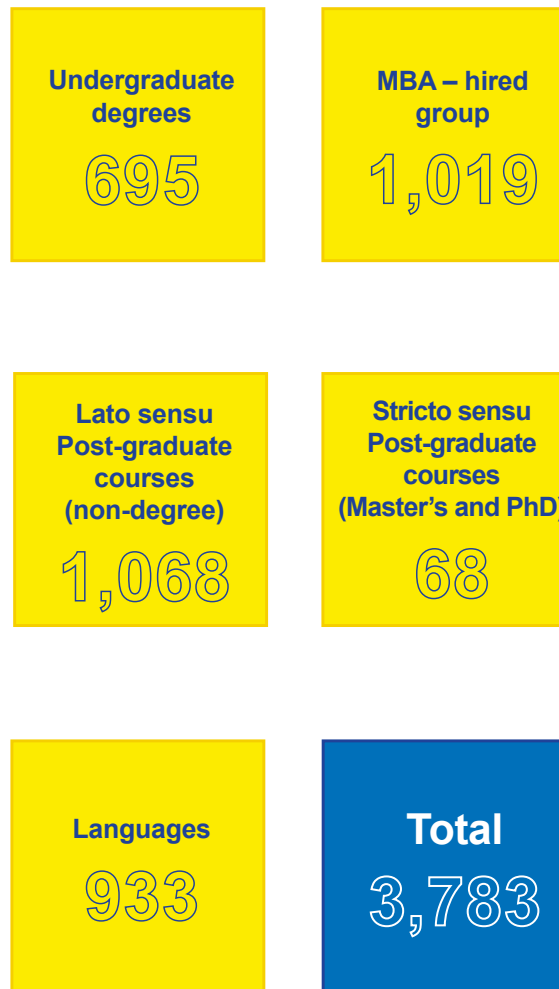 Undergraduate
degrees
695
MBA – hired
group
1,019
Lato sensu
Post-graduate
courses
(non-degree)
1,068
Stricto sensu
Post-graduate
courses
(Master's and PhD)
68
Languages
933
Total
3,783